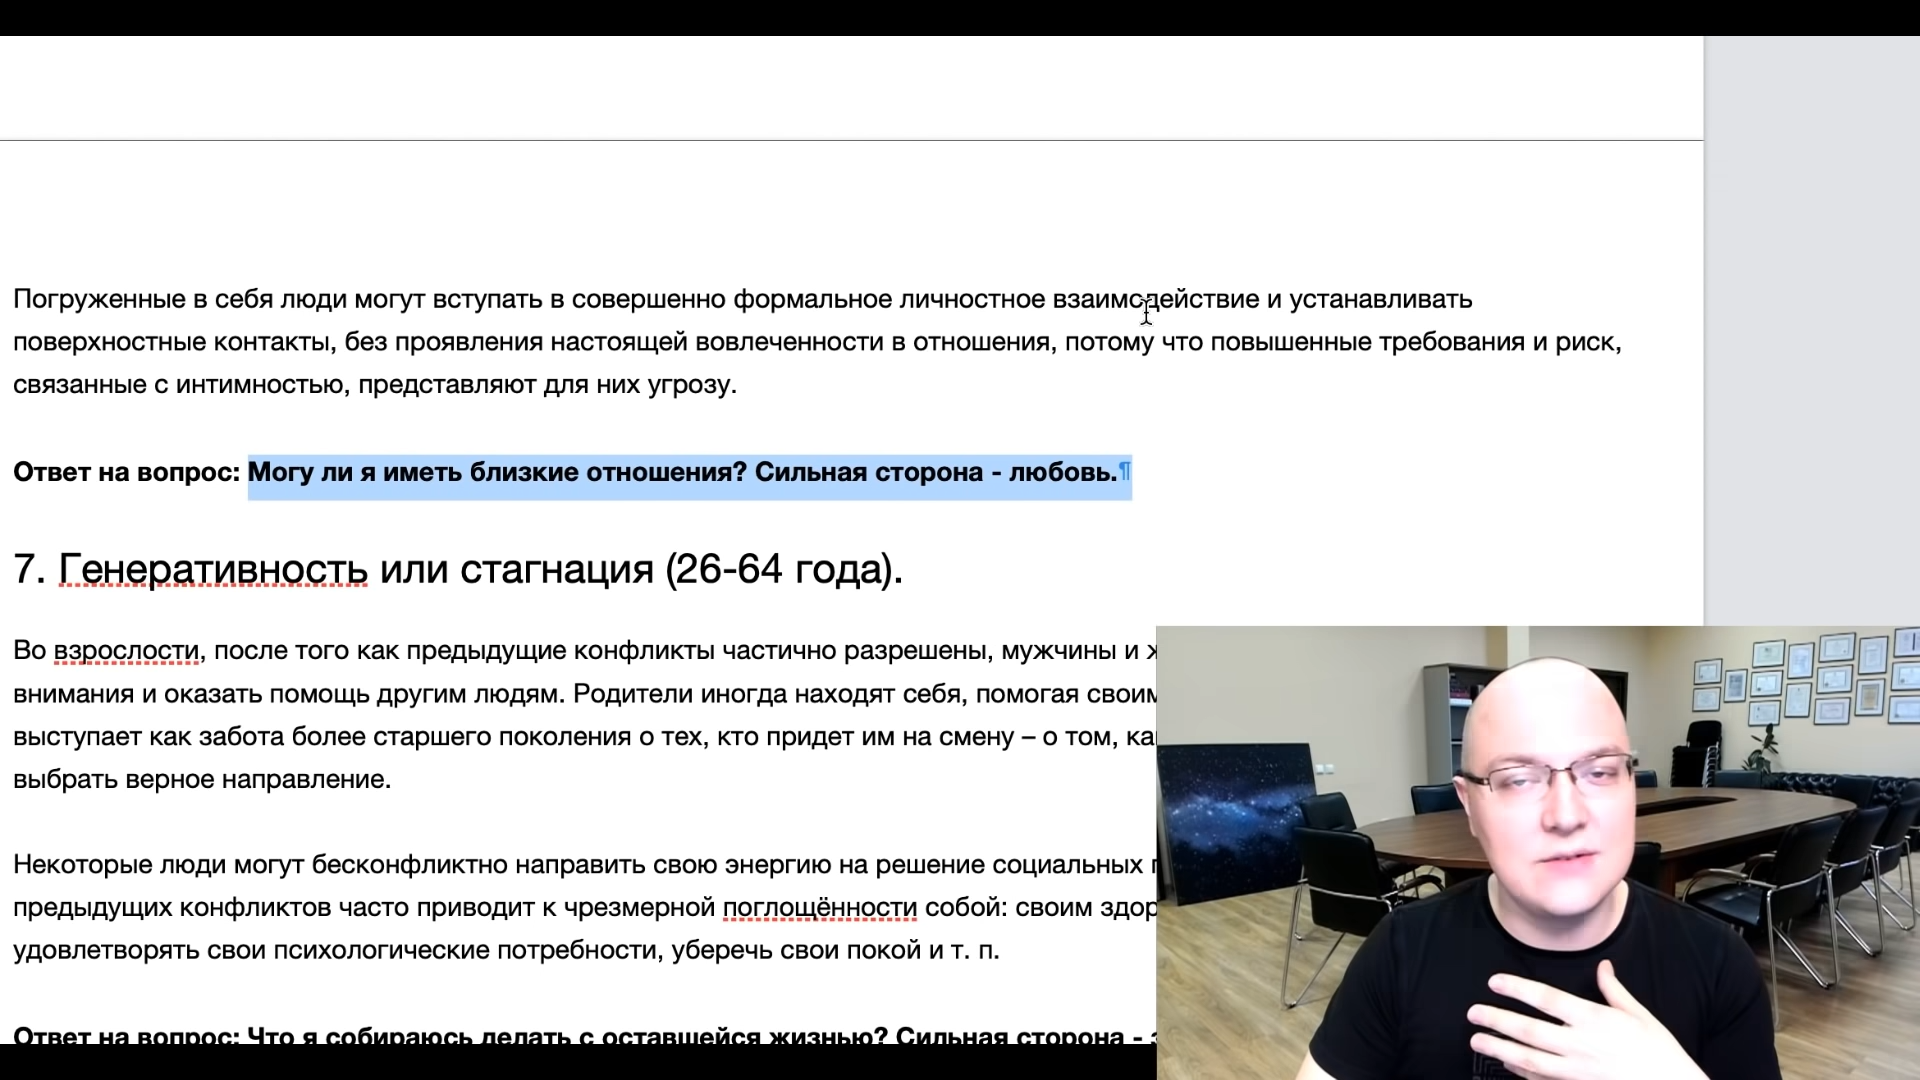 Погруженные в себя люди могут вступать в совершенно формальное личностное взаимодействие и устанавливать
поверхностные контакты, без проявления настоящей вовлеченности в отношения, потому что повышенные требования и риск,
связанные с интимностью, представляют для них угрозу.
Ответ на вопрос: Могу ли я иметь близкие отношения? Сильная сторона - любовь.¶
7. Генеративность или стагнация (26-64 года).
Во взрослости, после того как предыдущие конфликты частично разрешены, мужчины и
внимания и оказать помощь другим людям. Родители иногда находят себя, помогая своим
выступает как забота более старшего поколения о тех, кто придет им на смену – о том,
выбрать верное направление.
Некоторые люди могут бесконфликтно направить свою энергию на решение социальных
предыдущих конфликтов часто приводит к чрезмерной поглощённости собой: своим
удовлетворять свои психологические потребности, уберечь свои покой и т. п.
Ответ на вопрос: Что я собираюсь делать с оставшейся жизнью? Сильная сторона -